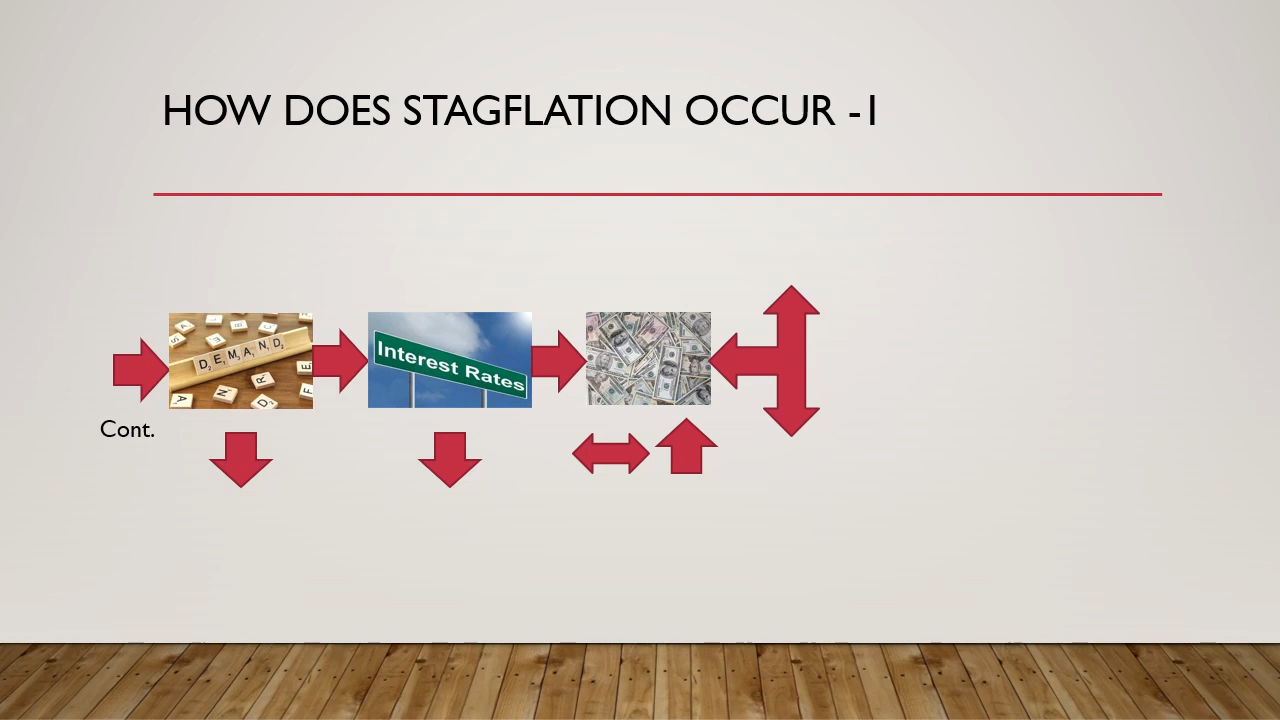 HOW DOES STAGFLATION OCCUR -1
DEMAND
Interest Rates
Cont.